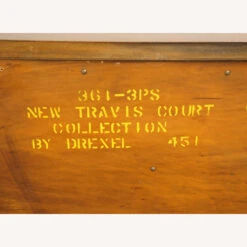 361-3PS
NEW TRAVIS COURT
COLLECTION
BY DREXEL 451